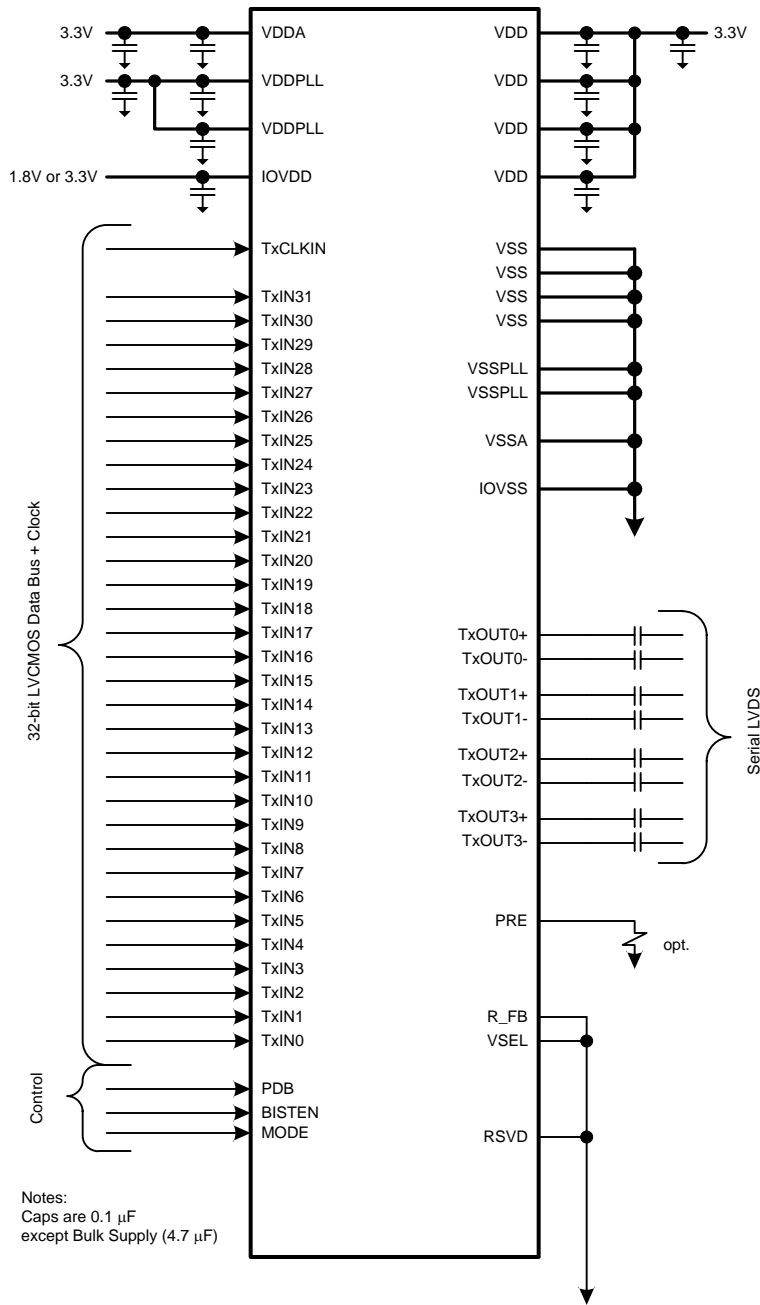 3.3V
VDDA
VDD
3.3V
3.3V
VDDPLL
VDD
VDDPLL
VDD
1.8V or 3.3V
IOVDD
VDD
32-bit LVCMOS Data Bus + Clock
TxCLKIN
TxIN31
TxIN30
TxIN29
TxIN28
TxIN27
TxIN26
TxIN25
TxIN24
TxIN23
TxIN22
TxIN21
TxIN20
TxIN19
TxIN18
TxIN17
TxIN16
TxIN15
TxIN14
TxIN13
TxIN12
TxIN11
TxIN10
TxIN9
TxIN8
TxIN7
TxIN6
TxIN5
TxIN4
TxIN3
TxIN2
TxIN1
TxIN0
Control
PDB
BISTEN
MODE
VSS
VSS
VSS
VSS
VSSPLL
VSSPLL
VSSA
IOVSS
TxOUT0+
TxOUT0-
TxOUT1+
TxOUT1-
TxOUT2+
TxOUT2-
TxOUT3+
TxOUT3-
Serial LVDS
PRE
opt.
R_FB
VSEL
RSVD
Notes:
Caps are 0.1 μF
except Bulk Supply (4.7 μF)